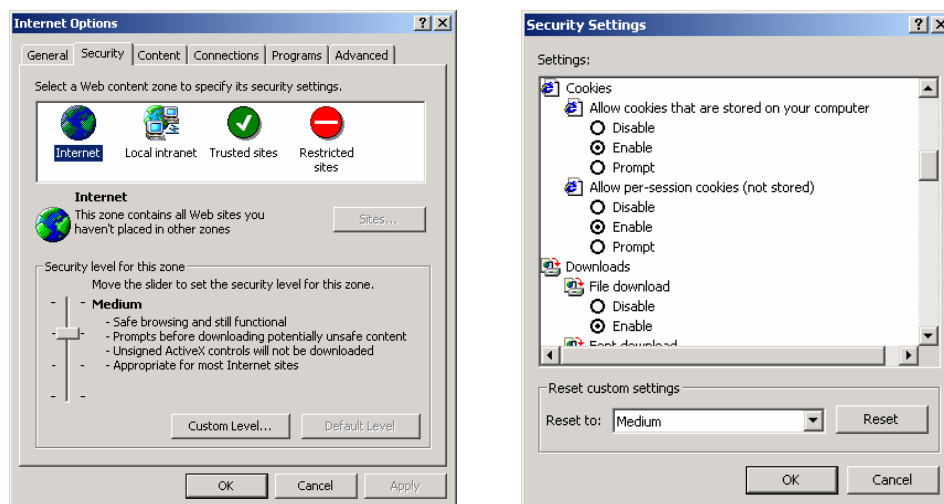 Internet Options
General Security Content Connections Programs Advanced
Select a Web content zone to specify its security settings.
Internet Local intranet Trusted sites Restricted
sites
Internet
This zone contains all Web sites you
haven't placed in other zones
Sites...
Security level for this zone
Move the slider to set the security level for this zone.
Medium
- Safe browsing and still functional
- Prompts before downloading potentially unsafe content
- Unsigned ActiveX controls will not be downloaded
- Appropriate for most Internet sites
Custom Level... Default Level
OK Cancel Apply
Security Settings
Settings:
Cookies
Allow cookies that are stored on your computer
Disable
Enable
Prompt
Allow per-session cookies (not stored)
Disable
Enable
Prompt
Downloads
File download
Disable
Enable
Font download
Reset custom settings
Reset to: Medium Reset
OK Cancel